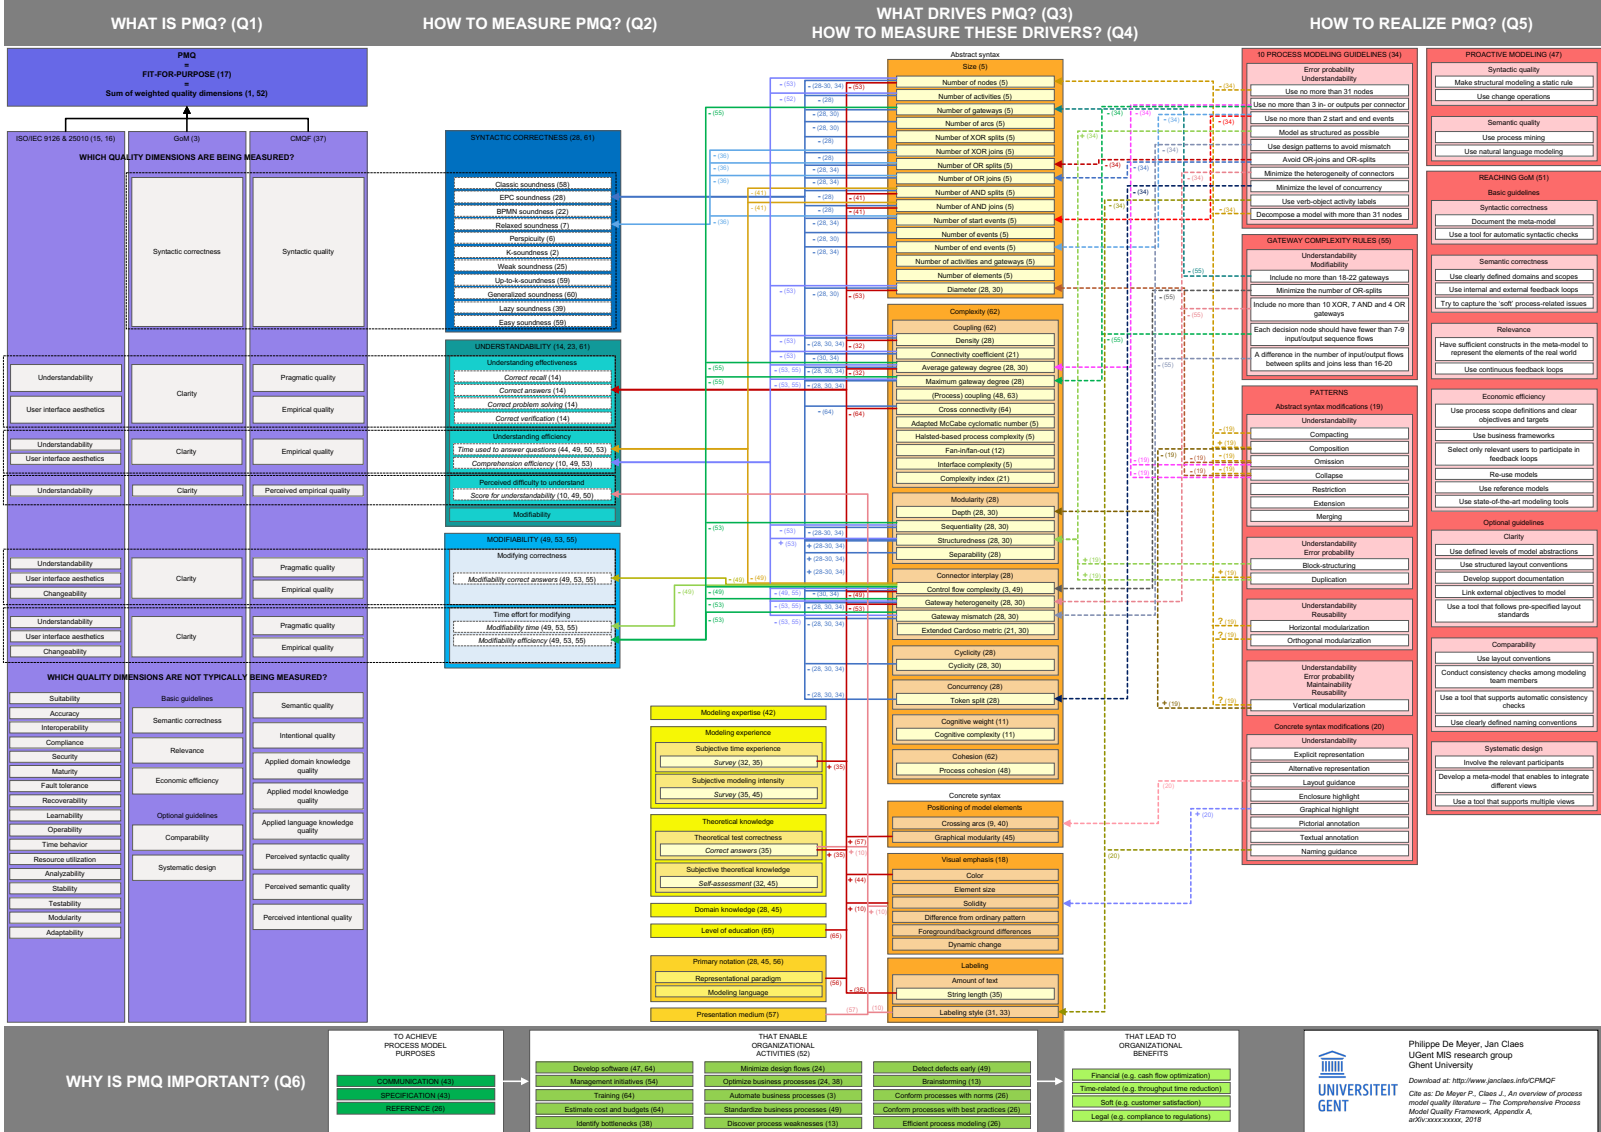 WHAT IS PMQ? (Q1)
HOW TO MEASURE PMQ? (Q2)
WHAT DRIVES PMQ? (Q3)
HOW TO MEASURE THESE DRIVERS? (Q4)
HOW TO REALIZE PMQ? (Q5)
PMQ
=
FIT-FOR-PURPOSE (17)
=
Sum of weighted quality dimensions (1, 52)
ISO/IEC 9126 & 25010 (15, 16)
GoM (3)
CMQF (37)
WHICH QUALITY DIMENSIONS ARE BEING MEASURED?
Syntactic correctness
Syntactic quality
Understandability
User interface aesthetics
Clarity
Pragmatic quality
Empirical quality
Understandability
User interface aesthetics
Clarity
Empirical quality
Understandability
Clarity
Perceived empirical quality
Understandability
User interface aesthetics
Changeability
Clarity
Pragmatic quality
Empirical quality
Understandability
User interface aesthetics
Changeability
Clarity
Pragmatic quality
Empirical quality
WHICH QUALITY DIMENSIONS ARE NOT TYPICALLY BEING MEASURED?
Suitability
Accuracy
Interoperability
Compliance
Security
Maturity
Fault tolerance
Recoverability
Learnability
Operability
Time behavior
Resource utilization
Analyzability
Stability
Testability
Modularity
Adaptability
Basic guidelines
Semantic correctness
Relevance
Economic efficiency
Optional guidelines
Comparability
Systematic design
Semantic quality
Intentional quality
Applied domain knowledge
quality
Applied model knowledge
quality
Applied language knowledge
quality
Perceived syntactic quality
Perceived semantic quality
Perceived intentional quality
SYNTACTIC CORRECTNESS (28, 61)
Classic soundness (58)
EPC soundness (28)
BPMN soundness (22)
Relaxed soundness (7)
Perspicuity (6)
K-soundness (2)
Weak soundness (25)
Up-to-k-soundness (59)
Generalized soundness (60)
Lazy soundness (39)
Easy soundness (59)
UNDERSTANDABILITY (14, 23, 61)
Understanding effectiveness
Correct recall (14)
Correct answers (14)
Correct problem solving (14)
Correct verification (14)
Understanding efficiency
Time used to answer questions (44, 49, 50, 53)
Comprehension efficiency (10, 49, 53)
Perceived difficulty to understand
Score for understandability (10, 49, 50)
Modifiability
MODIFIABILITY (49, 53, 55)
Modifying correctness
Modifiability correct answers (49, 53, 55)
Time effort for modifying
Modifiability time (49, 53, 55)
Modifiability efficiency (49, 53, 55)
Modeling expertise (42)
Modeling experience
Subjective time experience
Survey (32, 35)
Subjective modeling intensity
Survey (35, 45)
Theoretical knowledge
Theoretical test correctness
Correct answers (35)
Subjective theoretical knowledge
Self-assessment (32, 45)
Domain knowledge (28, 45)
Level of education (65)
Primary notation (28, 45, 56)
Representational paradigm
Modeling language
Presentation medium (57)
Abstract syntax
Size (5)
Number of nodes (5)
Number of activities (5)
Number of gateways (5)
Number of arcs (5)
Number of XOR splits (5)
Number of XOR joins (5)
Number of OR splits (5)
Number of OR joins (5)
Number of AND splits (5)
Number of AND joins (5)
Number of start events (5)
Number of events (5)
Number of end events (5)
Number of activities and gateways (5)
Number of elements (5)
Diameter (28, 30)
Complexity (62)
Coupling (62)
Density (28)
Connectivity coefficient (21)
Average gateway degree (28, 30)
Maximum gateway degree (28)
(Process) coupling (48, 63)
Cross connectivity (64)
Adapted McCabe cyclomatic number (5)
Halsted-based process complexity (5)
Fan-in/fan-out (12)
Interface complexity (5)
Complexity index (21)
Modularity (28)
Depth (28, 30)
Sequentiality (28, 30)
Structuredness (28, 30)
Separability (28)
Connector interplay (28)
Control flow complexity (3, 49)
Gateway heterogeneity (28, 30)
Gateway mismatch (28, 30)
Extended Cardoso metric (21, 30)
Cyclicity (28)
Cyclicity (28, 30)
Concurrency (28)
Token split (28)
Cognitive weight (11)
Cognitive complexity (11)
Cohesion (62)
Process cohesion (48)
Concrete syntax
Positioning of model elements
Crossing arcs (9, 40)
Graphical modularity (45)
Visual emphasis (18)
Color
Element size
Solidity
Difference from ordinary pattern
Foreground/background differences
Dynamic change
Labeling
Amount of text
String length (35)
Labeling style (31, 33)
10 PROCESS MODELING GUIDELINES (34)
Error probability
Understandability
Use no more than 31 nodes
Use no more than 3 in- or outputs per connector
Use no more than 2 start and end events
Model as structured as possible
Use design patterns to avoid mismatch
Avoid OR-joins and OR-splits
Minimize the heterogeneity of connectors
Minimize the level of concurrency
Use verb-object activity labels
Decompose a model with more than 31 nodes
GATEWAY COMPLEXITY RULES (55)
Understandability
Modifiability
Include no more than 18-22 gateways
Minimize the number of OR-splits
Include no more than 10 XOR, 7 AND and 4 OR
gateways
Each decision node should have fewer than 7-9
input/output sequence flows
A difference in the number of input/output flows
between splits and joins less than 16-20
PATTERNS
Abstract syntax modifications (19)
Understandability
Compacting
Composition
Omission
Collapse
Restriction
Extension
Merging
Understandability
Error probability
Block-structuring
Duplication
Understandability
Reusability
Horizontal modularization
Orthogonal modularization
Understandability
Error probability
Maintainability
Reusability
Vertical modularization
Concrete syntax modifications (20)
Understandability
Explicit representation
Alternative representation
Layout guidance
Enclosure highlight
Graphical highlight
Pictorial annotation
Textual annotation
Naming guidance
PROACTIVE MODELING (47)
Syntactic quality
Make structural modeling a static rule
Use change operations
Semantic quality
Use process mining
Use natural language modeling
REACHING GoM (51)
Basic guidelines
Syntactic correctness
Document the meta-model
Use a tool for automatic syntactic checks
Semantic correctness
Use clearly defined domains and scopes
Use internal and external feedback loops
Try to capture the 'soft' process-related issues
Relevance
Have sufficient constructs in the meta-model to
represent the elements of the real world
Use continuous feedback loops
Economic efficiency
Use process scope definitions and clear
objectives and targets
Use business frameworks
Select only relevant users to participate in
feedback loops
Re-use models
Use reference models
Use state-of-the-art modeling tools
Optional guidelines
Clarity
Use defined levels of model abstractions
Use structured layout conventions
Develop support documentation
Link external objectives to model
Use a tool that follows pre-specified layout
standards
Comparability
Use layout conventions
Conduct consistency checks among modeling
team members
Use a tool that supports automatic consistency
checks
Use clearly defined naming conventions
Systematic design
Involve the relevant participants
Develop a meta-model that enables to integrate
different views
Use a tool that supports multiple views
WHY IS PMQ IMPORTANT? (Q6)
TO ACHIEVE
PROCESS MODEL
PURPOSES
COMMUNICATION (43)
SPECIFICATION (43)
REFERENCE (26)
THAT ENABLE
ORGANIZATIONAL
ACTIVITIES (52)
Develop software (47, 64)
Management initiatives (54)
Training (64)
Estimate cost and budgets (64)
Identify bottlenecks (38)
Minimize design flaws (24)
Optimize business processes (24, 38)
Automate business processes (3)
Standardize business processes (49)
Discover process weaknesses (13)
Detect defects early (49)
Brainstorming (13)
Conform processes with norms (26)
Conform processes with best practices (26)
Efficient process modeling (26)
THAT LEAD TO
ORGANIZATIONAL
BENEFITS
Financial (e.g. cash flow optimization)
Time-related (e.g. throughput time reduction)
Soft (e.g. customer satisfaction)
Legal (e.g. compliance to regulations)
UNIVERSITEIT
GENT
Philippe De Meyer, Jan Claes
UGent MIS research group
Ghent University
Download at: http://www.janclaes.info/CPMQF
Cite as: De Meyer P., Claes J., An overview of process
model quality literature – The Comprehensive Process
Model Quality Framework, Appendix A,
arXiv:xxxx:xxxxx, 2018